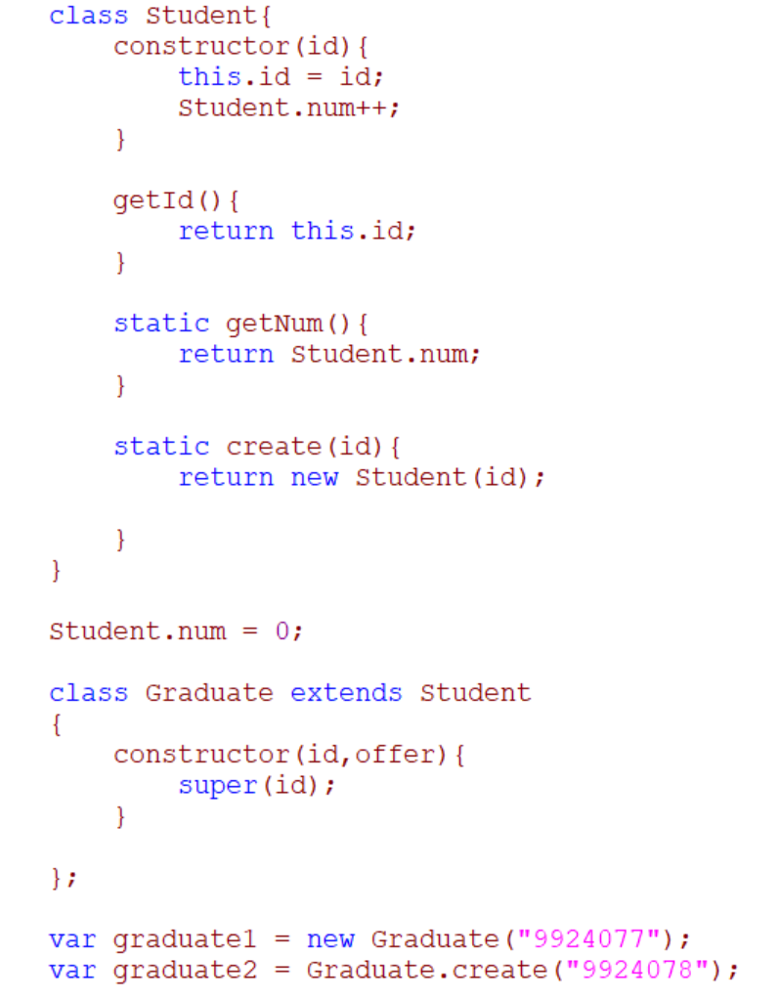 class Student{
    constructor(id){
        this.id = id;
        Student.num++;
    }

    getId(){
        return this.id;
    }

    static getNum(){
        return Student.num;
    }

    static create(id){
        return new Student(id);

    }
}

Student.num = 0;

class Graduate extends Student
{
    constructor(id,offer){
        super(id);
    }

};

var graduate1 = new Graduate("9924077");
var graduate2 = Graduate.create("9924078");